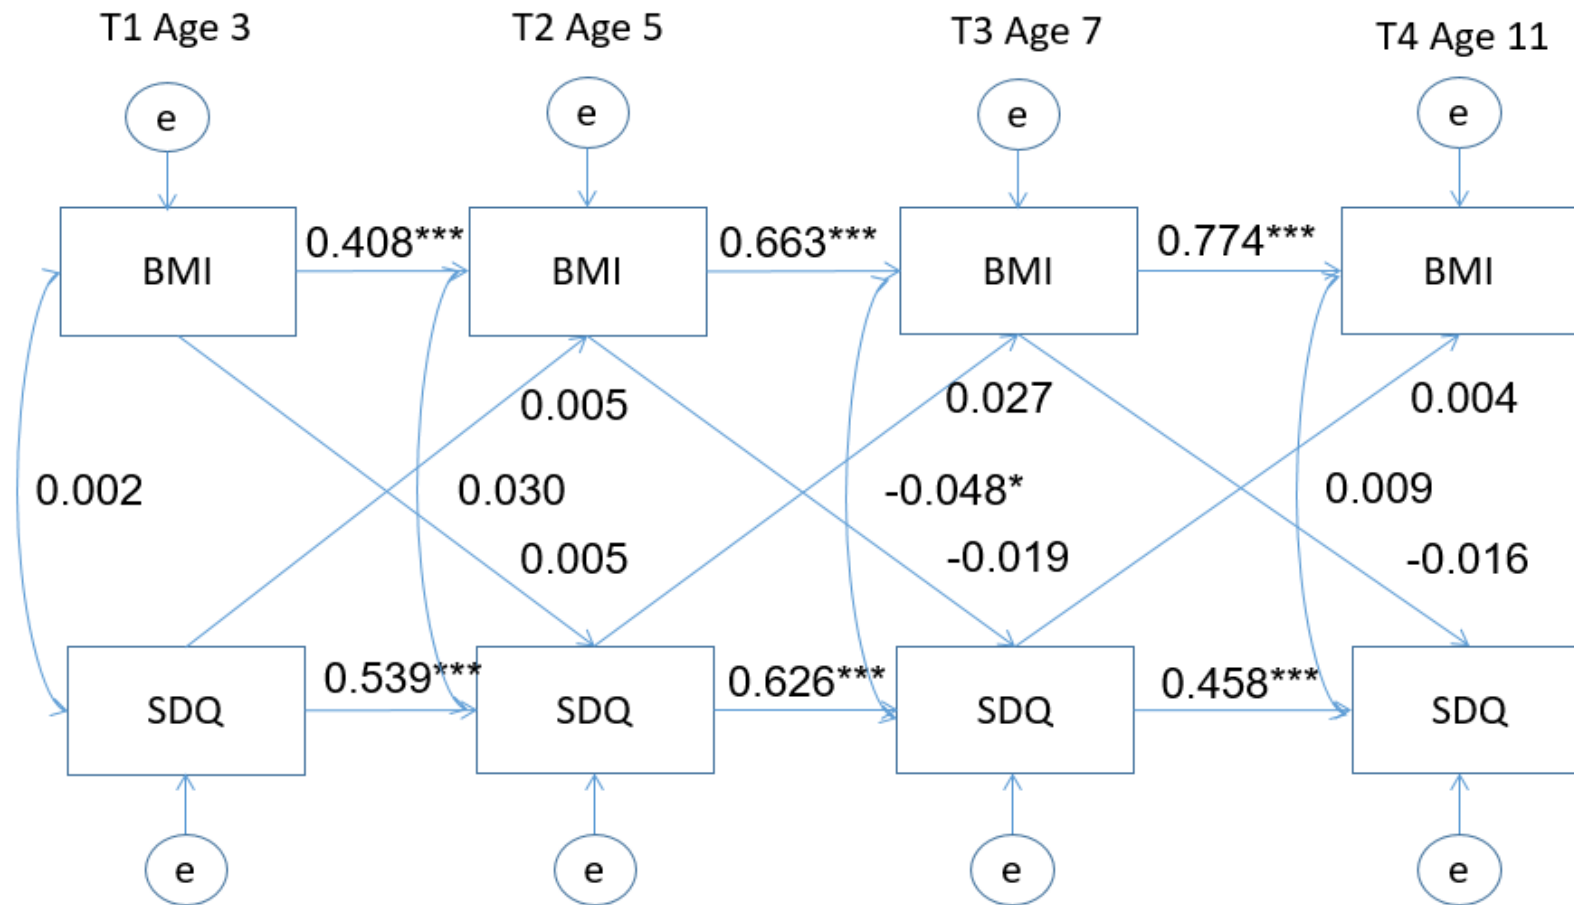 T1 Age 3 T2 Age 5 T3 Age 7 T4 Age 11
e e e e
BMI 0.408*** BMI 0.663*** BMI 0.774*** BMI
0.005 0.027 0.004
0.002 0.030 -0.048* 0.009
0.005 -0.019 -0.016
SDQ 0.539*** SDQ 0.626*** SDQ 0.458*** SDQ
e e e e